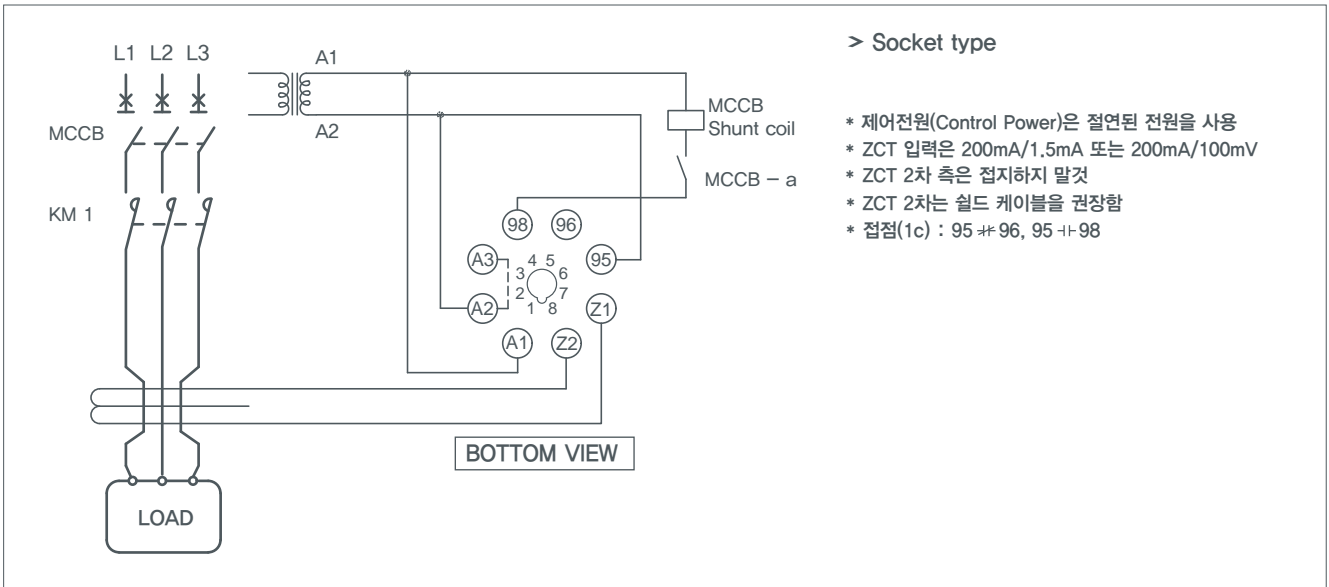 L1 L2 L3
A1
A2
MCCB
KM 1
MCCB
Shunt coil
MCCB - a
98 96
A3 95
4 5
3 6
2 7
1 8
A2 Z1
A1 Z2
BOTTOM VIEW
LOAD
> Socket type
* 제어전원(Control Power)은 절연된 전원을 사용
* ZCT 입력은 200mA/1.5mA 또는 200mA/100mV
* ZCT 2차 측은 접지하지 말것
* ZCT 2차는 쉴드 케이블을 권장함
* 접점(1c) : 95 ⊣∕⊢ 96, 95 ⊣⊢ 98